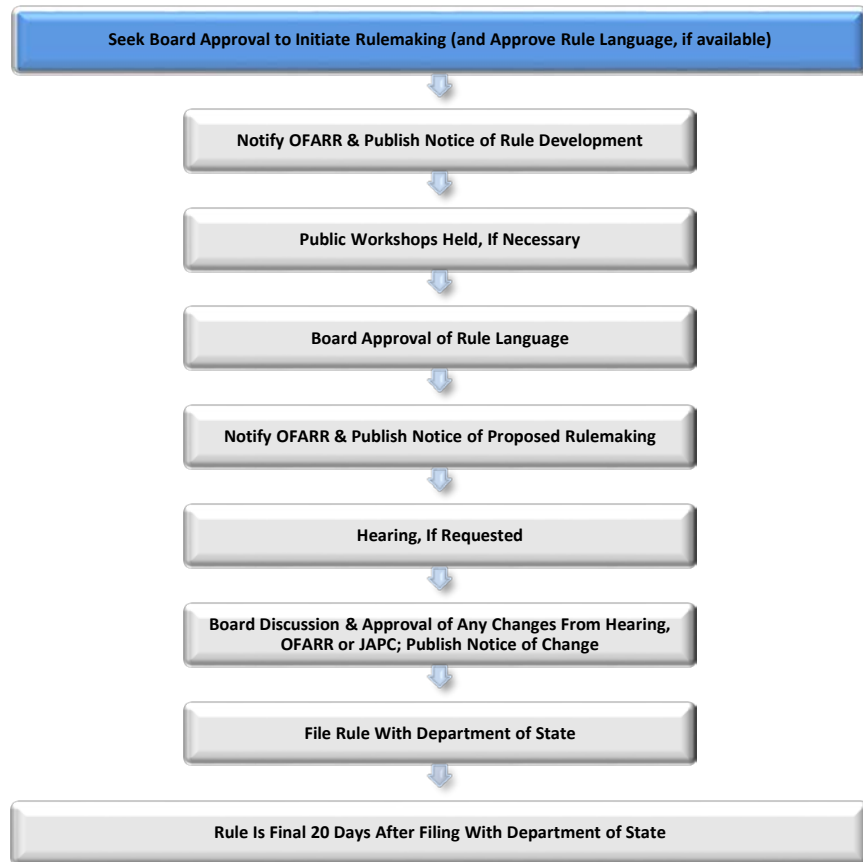 Seek Board Approval to Initiate Rulemaking (and Approve Rule Language, if available)
Notify OFARR & Publish Notice of Rule Development
Public Workshops Held, If Necessary
Board Approval of Rule Language
Notify OFARR & Publish Notice of Proposed Rulemaking
Hearing, If Requested
Board Discussion & Approval of Any Changes From Hearing,
OFARR or JAPC; Publish Notice of Change
File Rule With Department of State
Rule Is Final 20 Days After Filing With Department of State